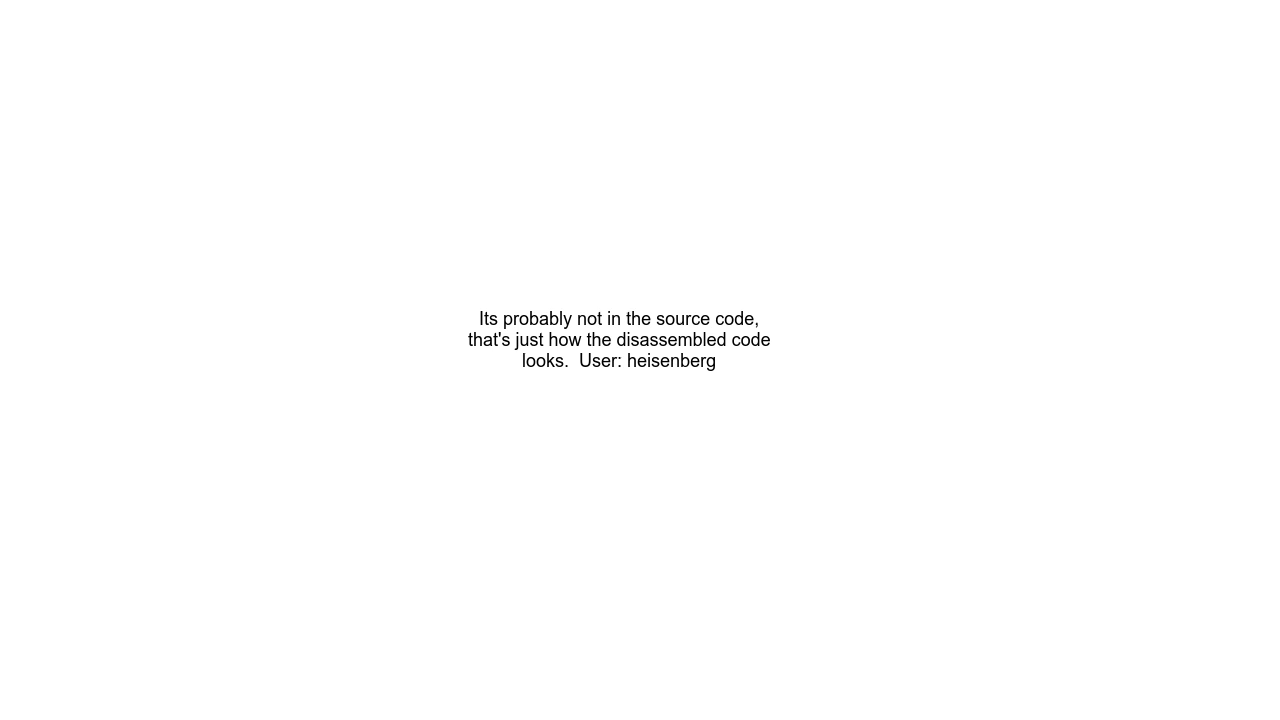 Its probably not in the source code,
that's just how the disassembled code
looks.  User: heisenberg